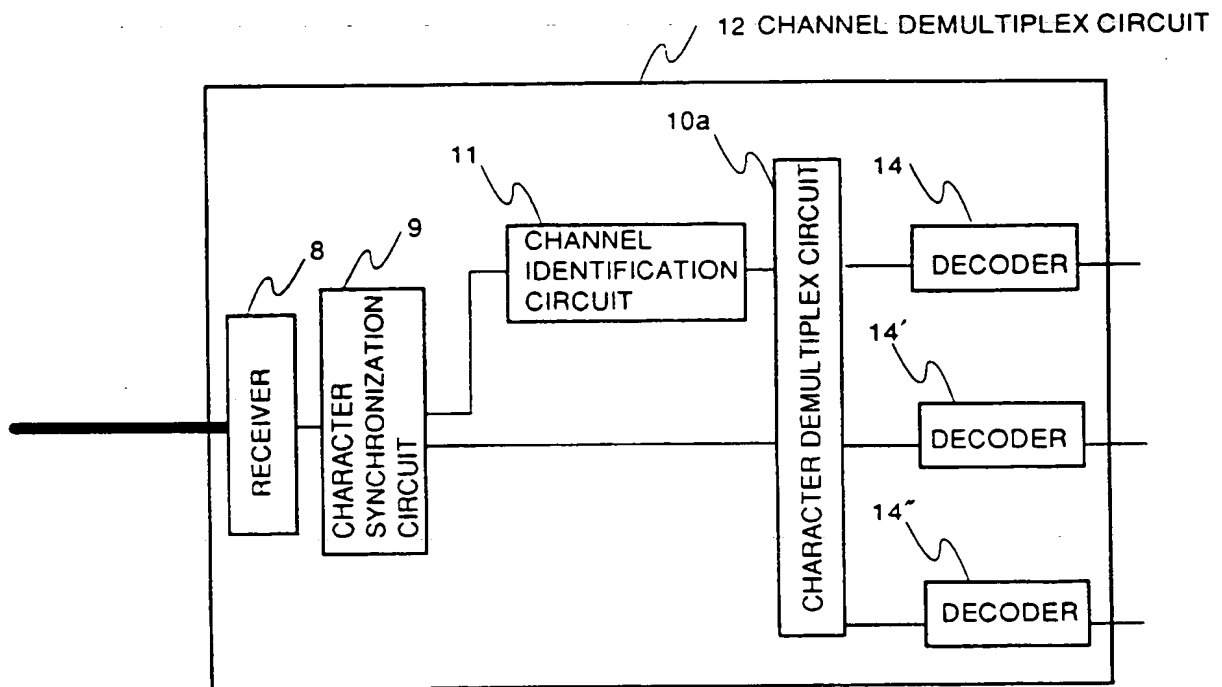 12 CHANNEL DEMULTIPLEX CIRCUIT
10a
11
14
9
8
CHANNEL
IDENTIFICATION
CIRCUIT
DECODER
RECEIVER
CHARACTER
SYNCHRONIZATION
CIRCUIT
CHARACTER DEMULTIPLEX CIRCUIT
14′
DECODER
14″
DECODER